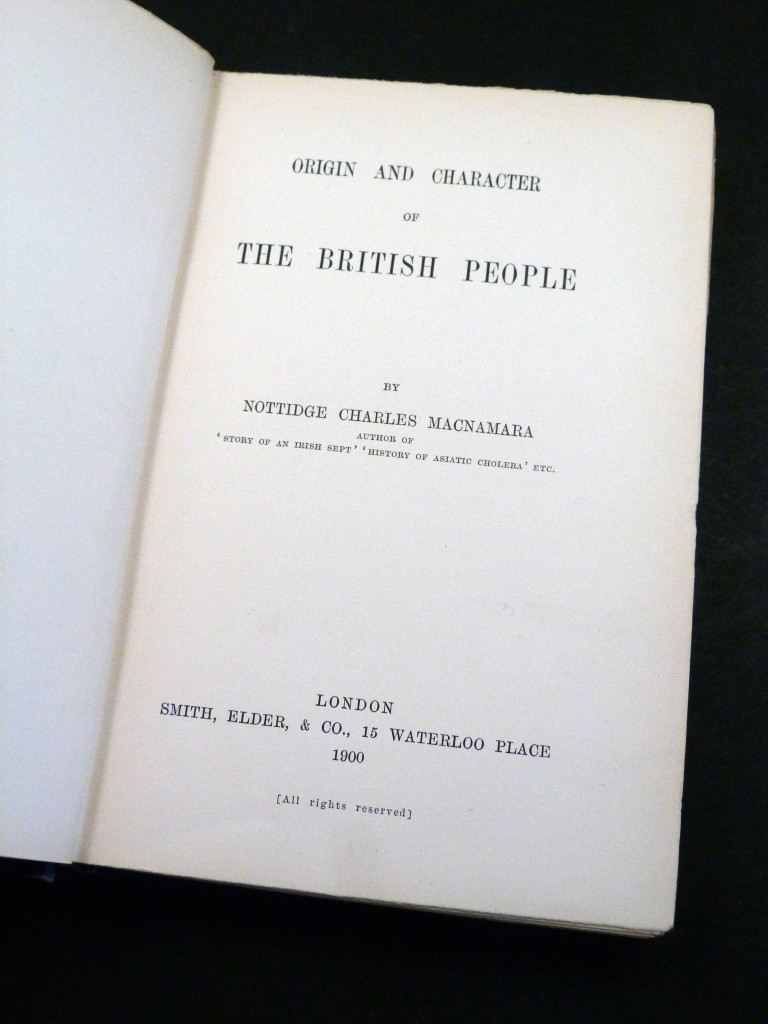 ORIGIN AND CHARACTER
OF
THE BRITISH PEOPLE
BY
NOTTIDGE CHARLES MACNAMARA
AUTHOR OF
‘STORY OF AN IRISH SEPT’ ‘HISTORY OF ASIATIC CHOLERA’ ETC.
LONDON
SMITH, ELDER, & CO., 15 WATERLOO PLACE
1900
[All rights reserved]